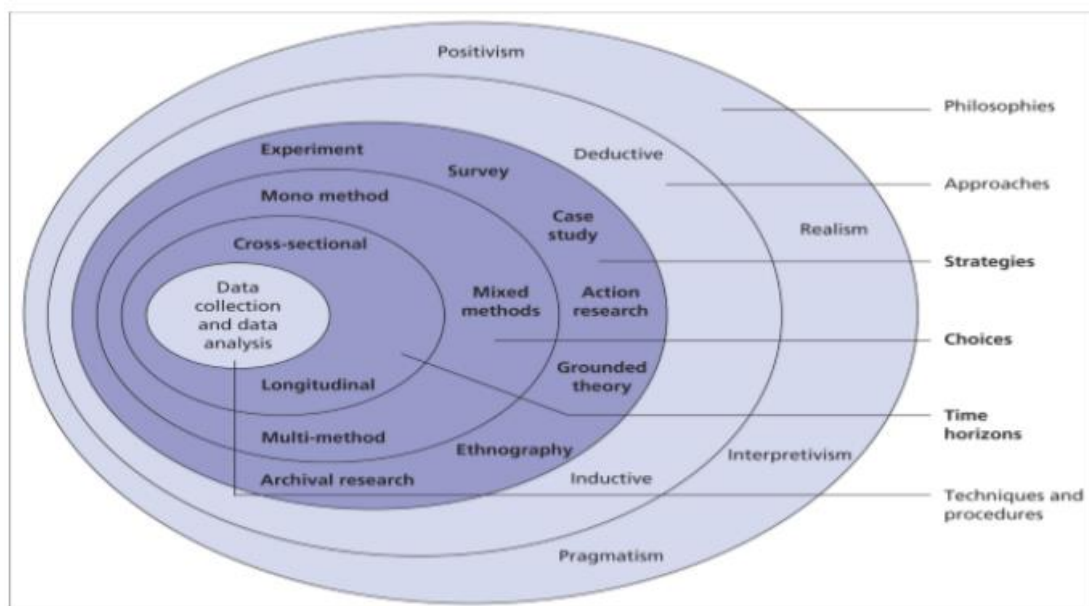 Positivism
Philosophies
Experiment
Survey
Deductive
Mono method
Approaches
Case
study
Realism
Cross-sectional
Strategies
Data
collection
and data
analysis
Mixed
methods
Action
research
Choices
Grounded
theory
Longitudinal
Time
horizons
Multi-method
Ethnography
Interpretivism
Archival research
Inductive
Techniques and
procedures
Pragmatism